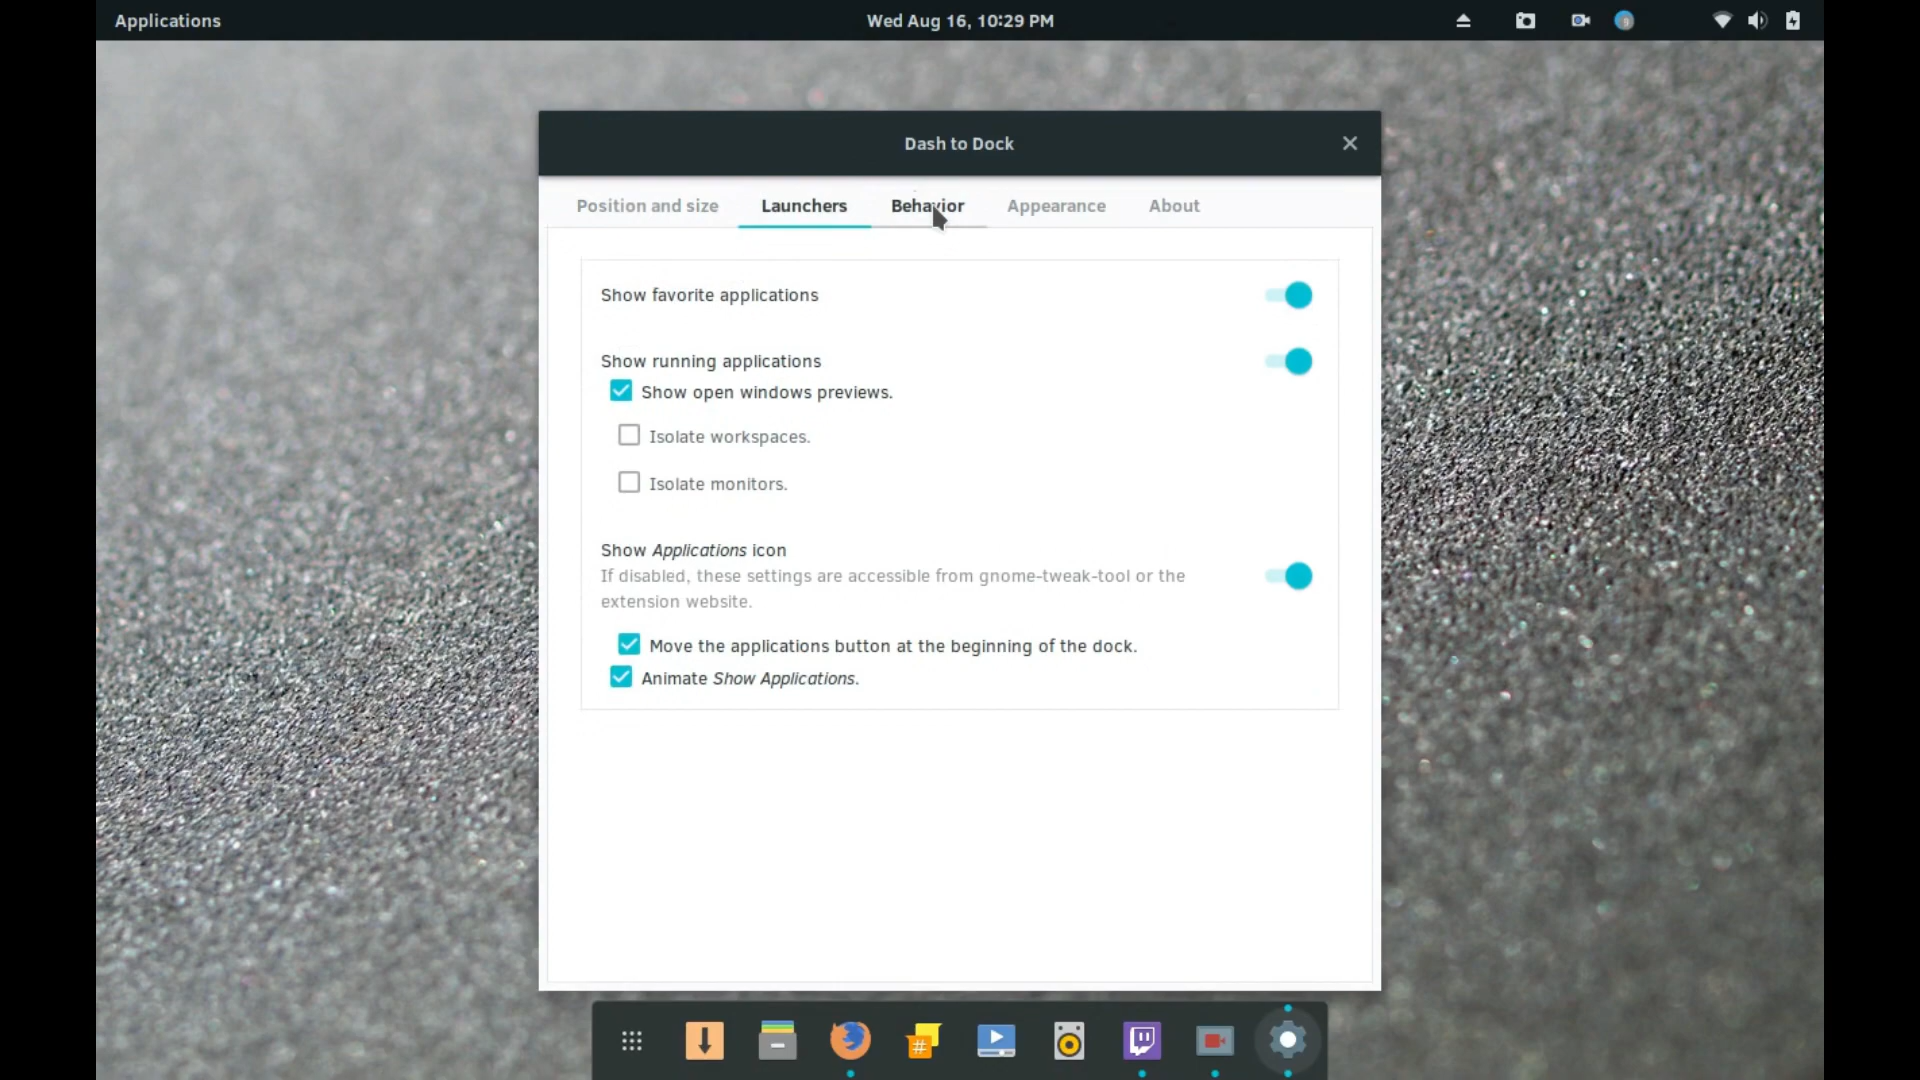 Applications
Wed Aug 16, 10:29 PM
Dash to Dock
Position and size
Launchers
Behavior
Appearance
About
Show favorite applications
Show running applications
Show open windows previews.
Isolate workspaces.
Isolate monitors.
Show Applications icon
If disabled, these settings are accessible from gnome-tweak-tool or the
extension website.
Move the applications button at the beginning of the dock.
Animate Show Applications.
#